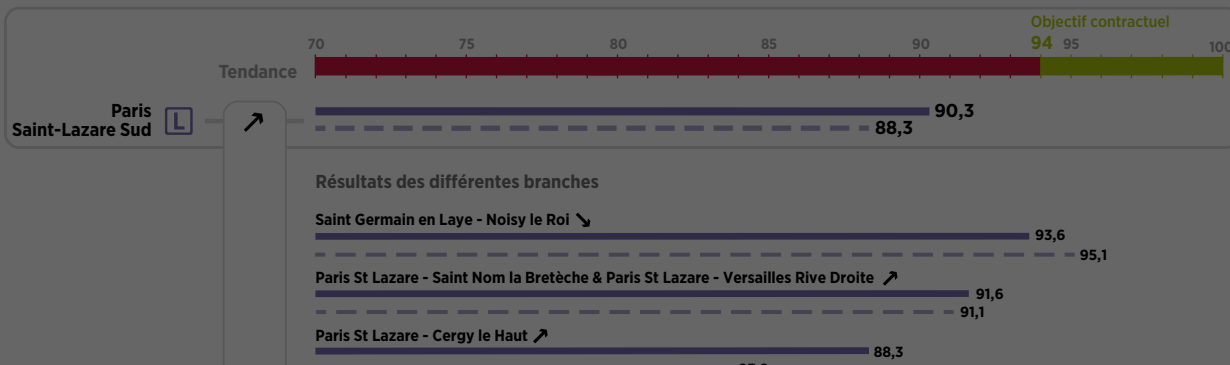 Objectif contractuel
70 75 80 85 90 94 95 100
Tendance
Paris
Saint-Lazare Sud L 90,3
88,3
Résultats des différentes branches
Saint Germain en Laye - Noisy le Roi
93,6
95,1
Paris St Lazare - Saint Nom la Bretèche & Paris St Lazare - Versailles Rive Droite
91,6
91,1
Paris St Lazare - Cergy le Haut
88,3